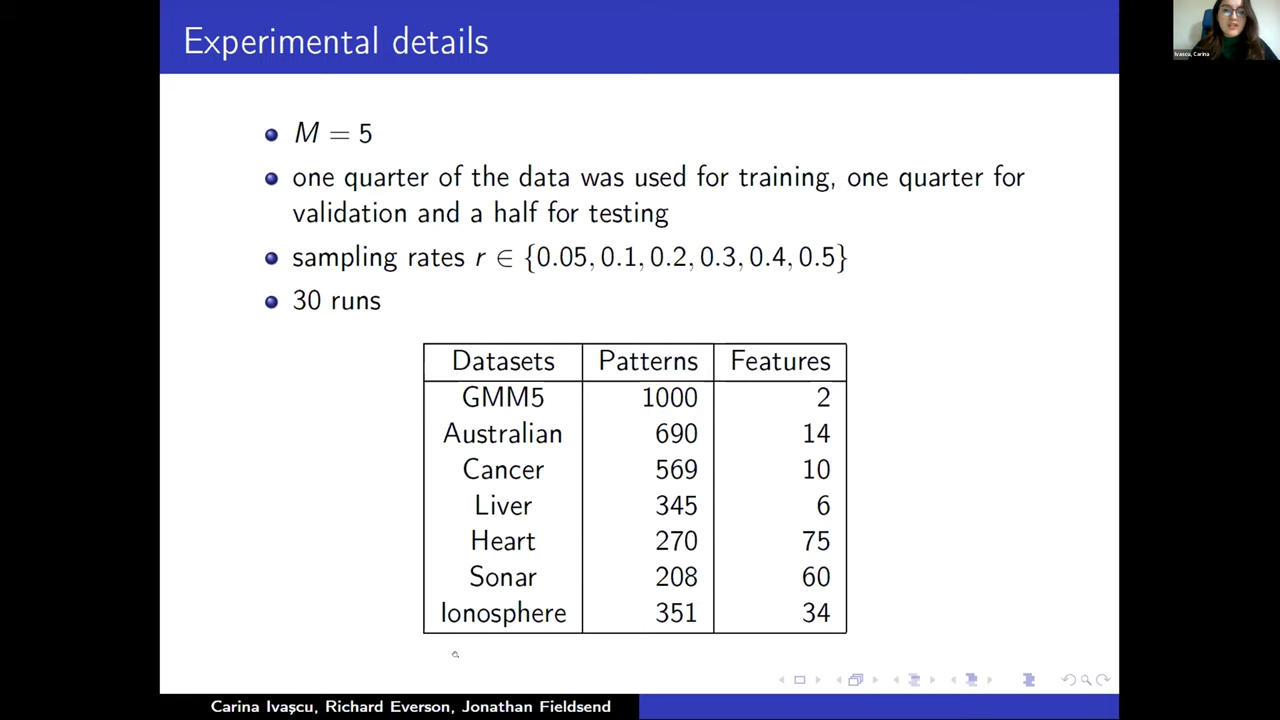 Experimental details
Ivaşcu, Carina
M = 5
one quarter of the data was used for training, one quarter for
validation and a half for testing
sampling rates r ∈ {0.05, 0.1, 0.2, 0.3, 0.4, 0.5}
30 runs
Datasets Patterns Features
GMM5 1000 2
Australian 690 14
Cancer 569 10
Liver 345 6
Heart 270 75
Sonar 208 60
Ionosphere 351 34
Carina Ivaşcu, Richard Everson, Jonathan Fieldsend